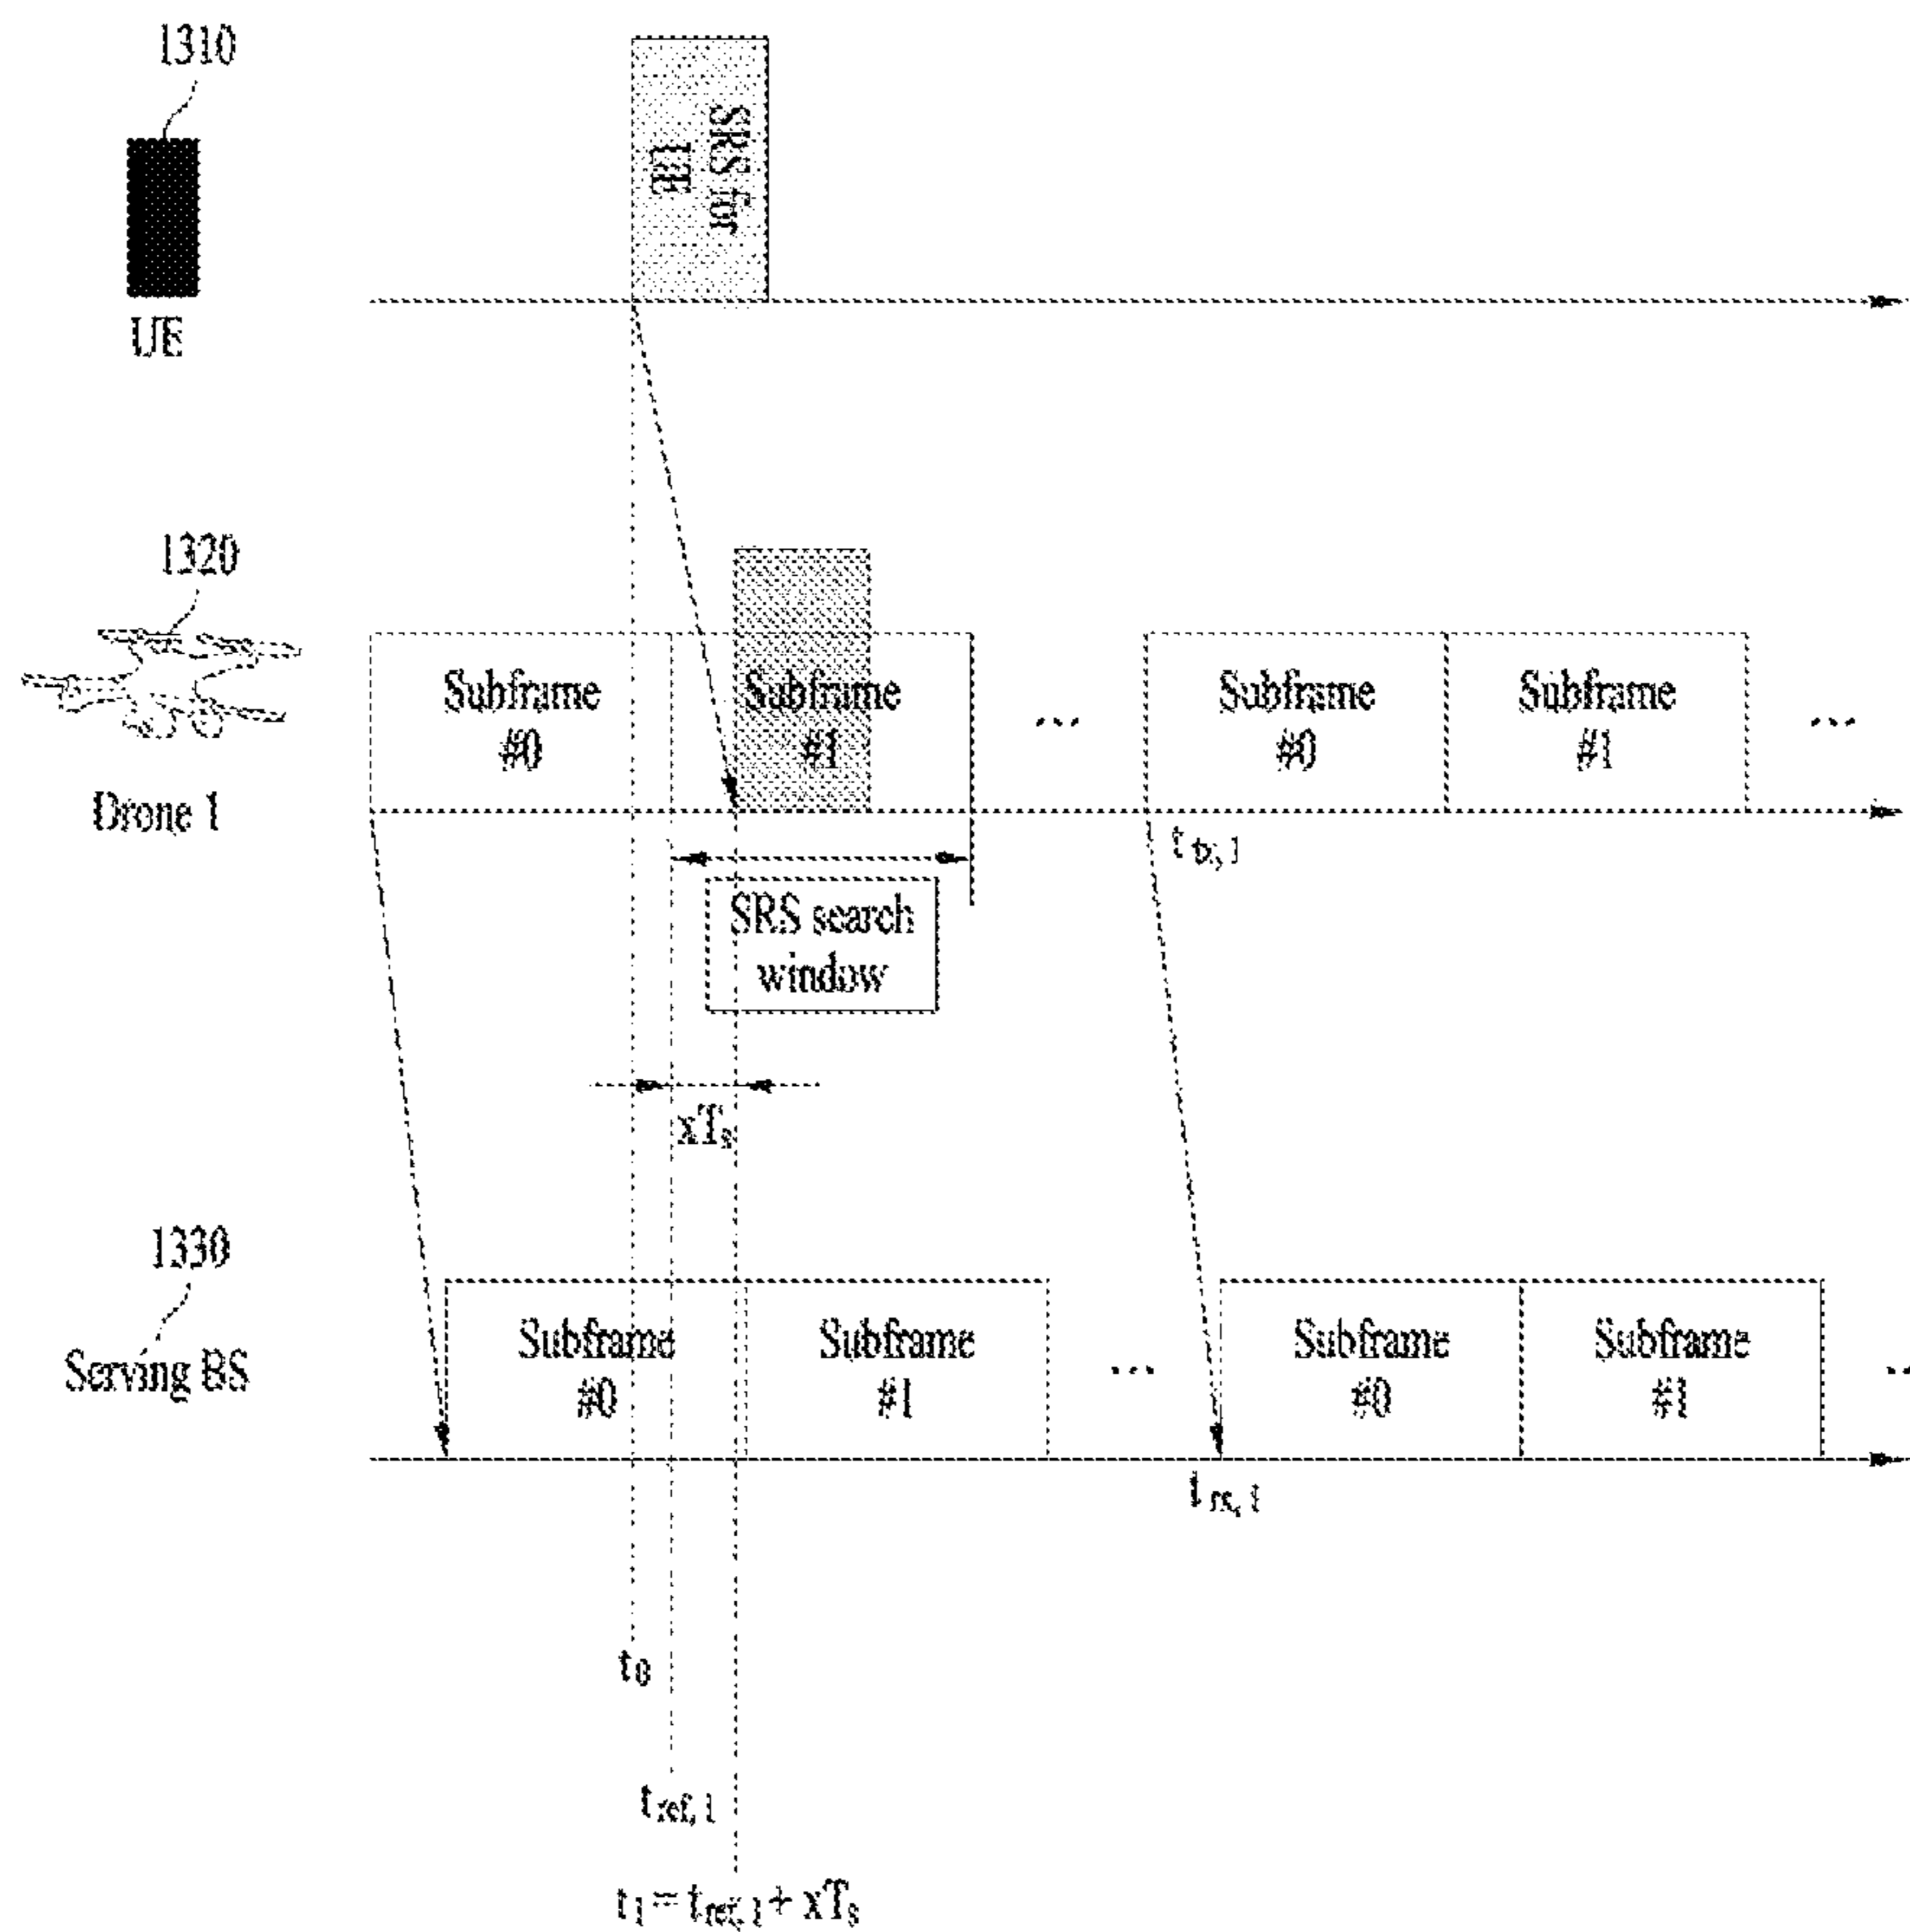 1310
SRS for
UE
UE
1320
Subframe
#0
Subframe
#1
...
Subframe
#0
Subframe
#1
...
Drone 1
t tx, 1
SRS search
window
xTs
1330
Serving BS
Subframe
#0
Subframe
#1
...
Subframe
#0
Subframe
#1
...
t rx, 1
t0
tref, 1
t1 = tref, 1 + xTs